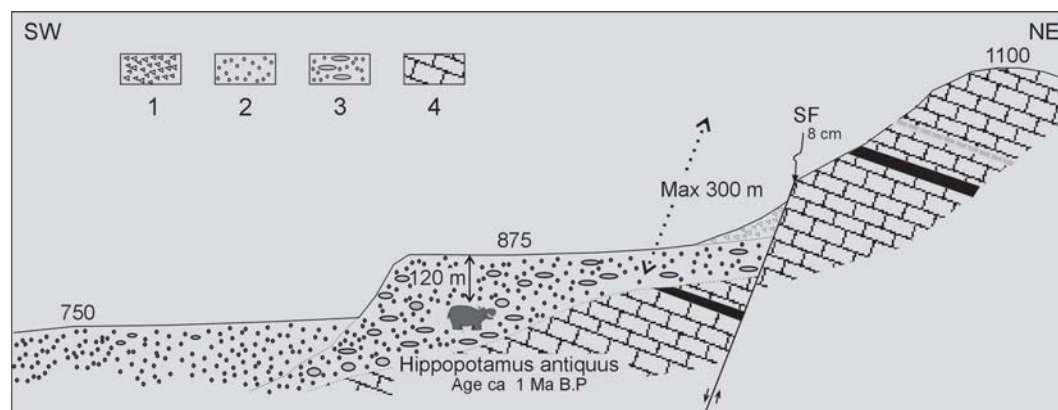 SW
NE
1
2
3
4
1100
SF
8 cm
Max 300 m
875
120 m
750
Hippopotamus antiquus
Age ca 1 Ma B.P